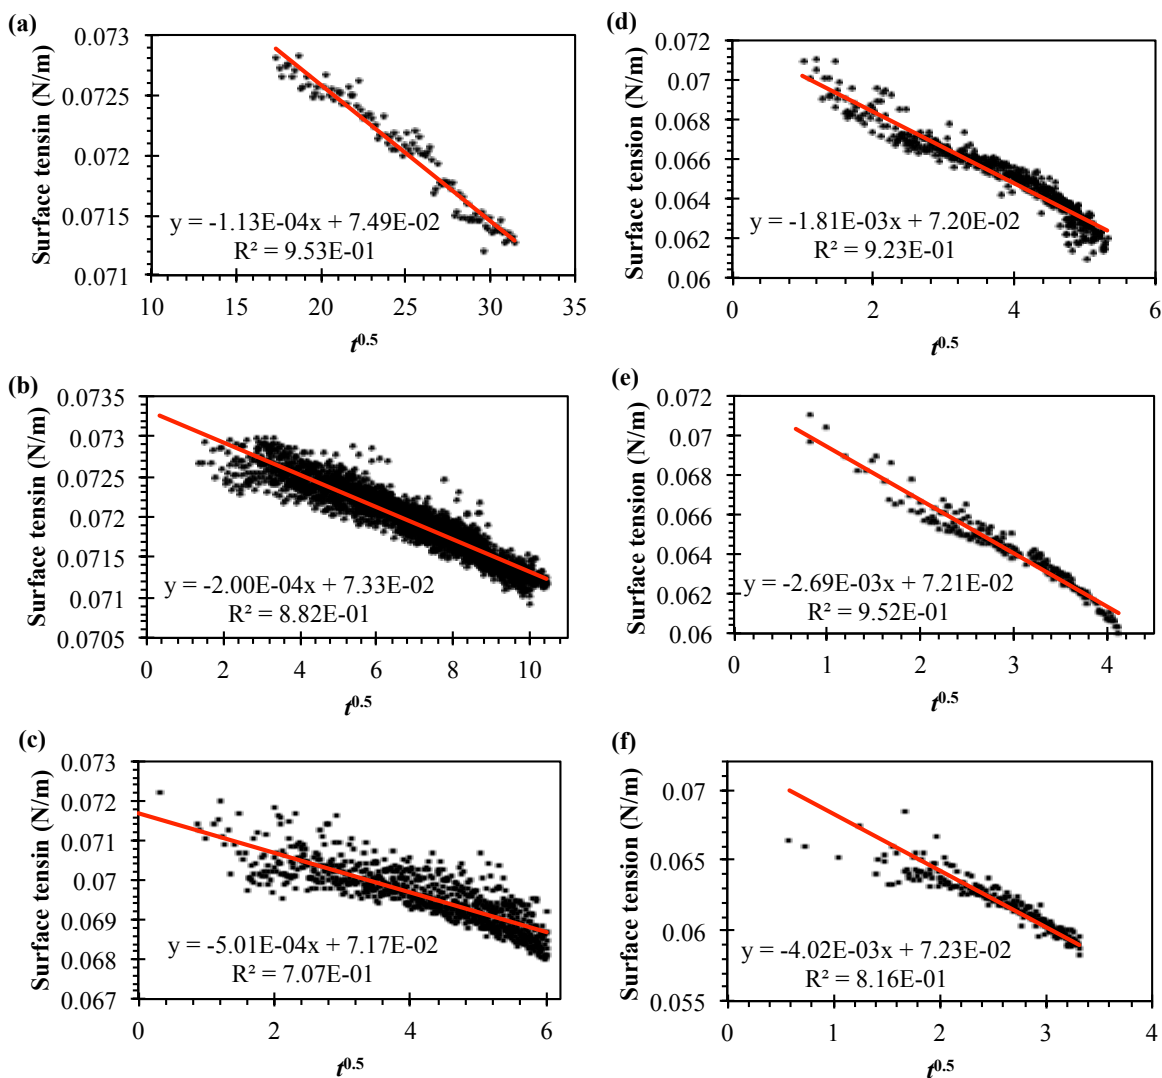 (a)
Surface tensin (N/m)
0.073
0.0725
0.072
0.0715
0.071
y = -1.13E-04x + 7.49E-02
R² = 9.53E-01
10 15 20 25 30 35
t^0.5
(b)
Surface tensin (N/m)
0.0735
0.073
0.0725
0.072
0.0715
0.071
0.0705
y = -2.00E-04x + 7.33E-02
R² = 8.82E-01
0 2 4 6 8 10
t^0.5
(c)
Surface tensin (N/m)
0.073
0.072
0.071
0.07
0.069
0.068
0.067
y = -5.01E-04x + 7.17E-02
R² = 7.07E-01
0 2 4 6
t^0.5
(d)
Surface tension (N/m)
0.072
0.07
0.068
0.066
0.064
0.062
0.06
y = -1.81E-03x + 7.20E-02
R² = 9.23E-01
0 2 4 6
t^0.5
(e)
Surface tension (N/m)
0.072
0.07
0.068
0.066
0.064
0.062
0.06
y = -2.69E-03x + 7.21E-02
R² = 9.52E-01
0 1 2 3 4
t^0.5
(f)
Surface tension (N/m)
0.07
0.065
0.06
0.055
y = -4.02E-03x + 7.23E-02
R² = 8.16E-01
0 1 2 3 4
t^0.5